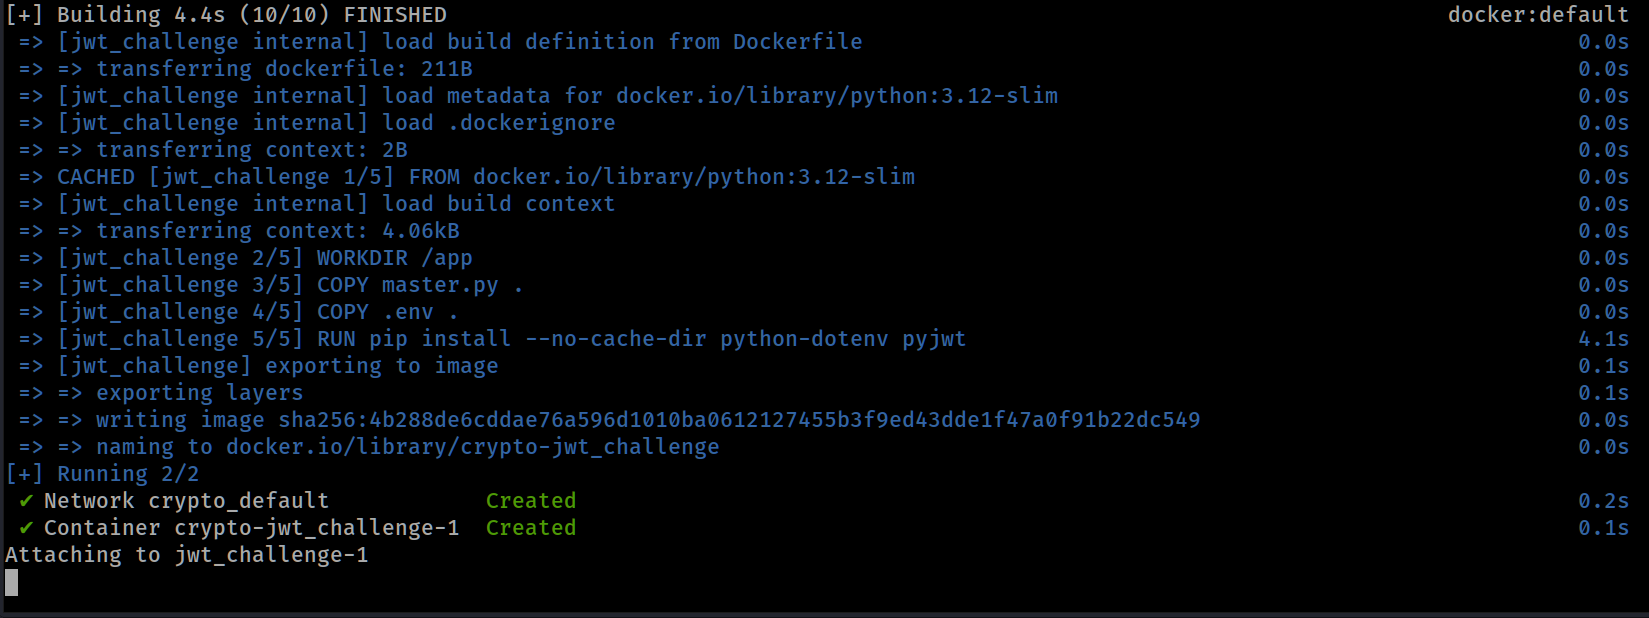 [+] Building 4.4s (10/10) FINISHED docker:default
=> [jwt_challenge internal] load build definition from Dockerfile 0.0s
=> => transferring dockerfile: 211B 0.0s
=> [jwt_challenge internal] load metadata for docker.io/library/python:3.12-slim 0.0s
=> [jwt_challenge internal] load .dockerignore 0.0s
=> => transferring context: 2B 0.0s
=> CACHED [jwt_challenge 1/5] FROM docker.io/library/python:3.12-slim 0.0s
=> [jwt_challenge internal] load build context 0.0s
=> => transferring context: 4.06kB 0.0s
=> [jwt_challenge 2/5] WORKDIR /app 0.0s
=> [jwt_challenge 3/5] COPY master.py . 0.0s
=> [jwt_challenge 4/5] COPY .env . 0.0s
=> [jwt_challenge 5/5] RUN pip install --no-cache-dir python-dotenv pyjwt 4.1s
=> [jwt_challenge] exporting to image 0.1s
=> => exporting layers 0.1s
=> => writing image sha256:4b288de6cddae76a596d1010ba0612127455b3f9ed43dde1f47a0f91b22dc549 0.0s
=> => naming to docker.io/library/crypto-jwt_challenge 0.0s
[+] Running 2/2
✔ Network crypto_default Created 0.2s
✔ Container crypto-jwt_challenge-1 Created 0.1s
Attaching to jwt_challenge-1